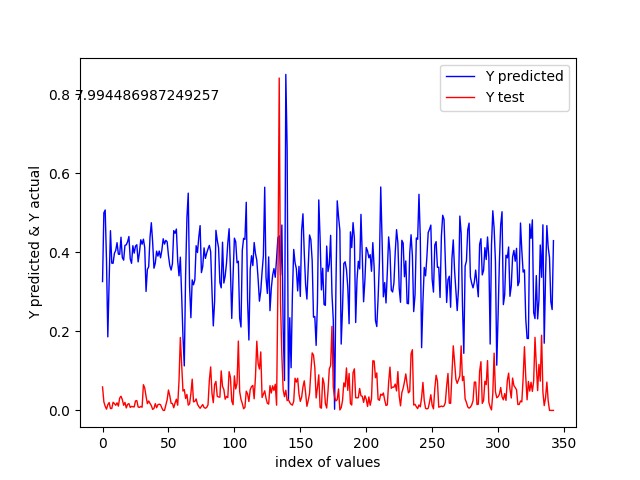 Y predicted
Y test
-7.994486987249257
0.8
0.6
0.4
0.2
0.0
Y predicted & Y actual
0 50 100 150 200 250 300 350
index of values